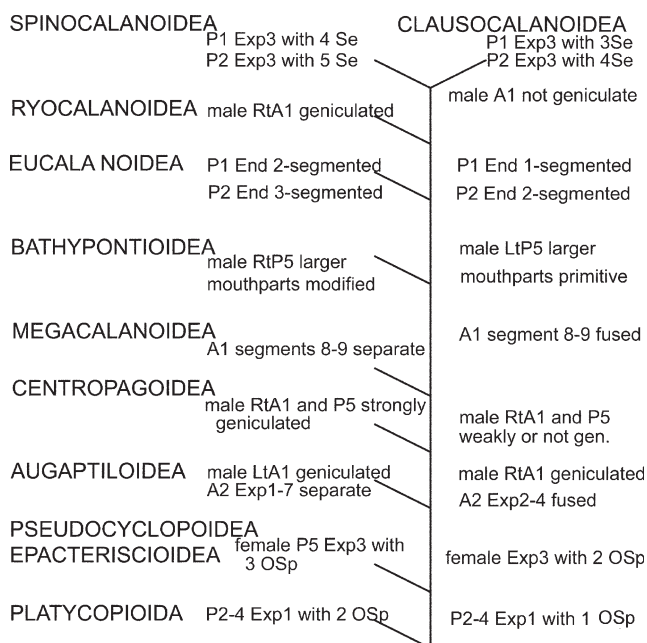 SPINOCALANOIDEA CLAUSOCALANOIDEA
P1 Exp3 with 4 Se P1 Exp3 with 3Se
P2 Exp3 with 5 Se P2 Exp3 with 4Se
male A1 not geniculate
RYOCALANOIDEA male RtA1 geniculated
EUCALA NOIDEA P1 End 2-segmented P1 End 1-segmented
P2 End 3-segmented P2 End 2-segmented
BATHYPONTIOIDEA male LtP5 larger
male RtP5 larger
mouthparts modified mouthparts primitive
MEGACALANOIDEA A1 segment 8-9 fused
A1 segments 8-9 separate
CENTROPAGOIDEA
male RtA1 and P5 strongly male RtA1 and P5
geniculated weakly or not gen.
AUGAPTILOIDEA male LtA1 geniculated male RtA1 geniculated
A2 Exp1-7 separate A2 Exp2-4 fused
PSEUDOCYCLOPOIDEA
EPACTERISCIOIDEA female P5 Exp3 with female Exp3 with 2 OSp
3 OSp
PLATYCOPIOIDA P2-4 Exp1 with 2 OSp P2-4 Exp1 with 1 OSp